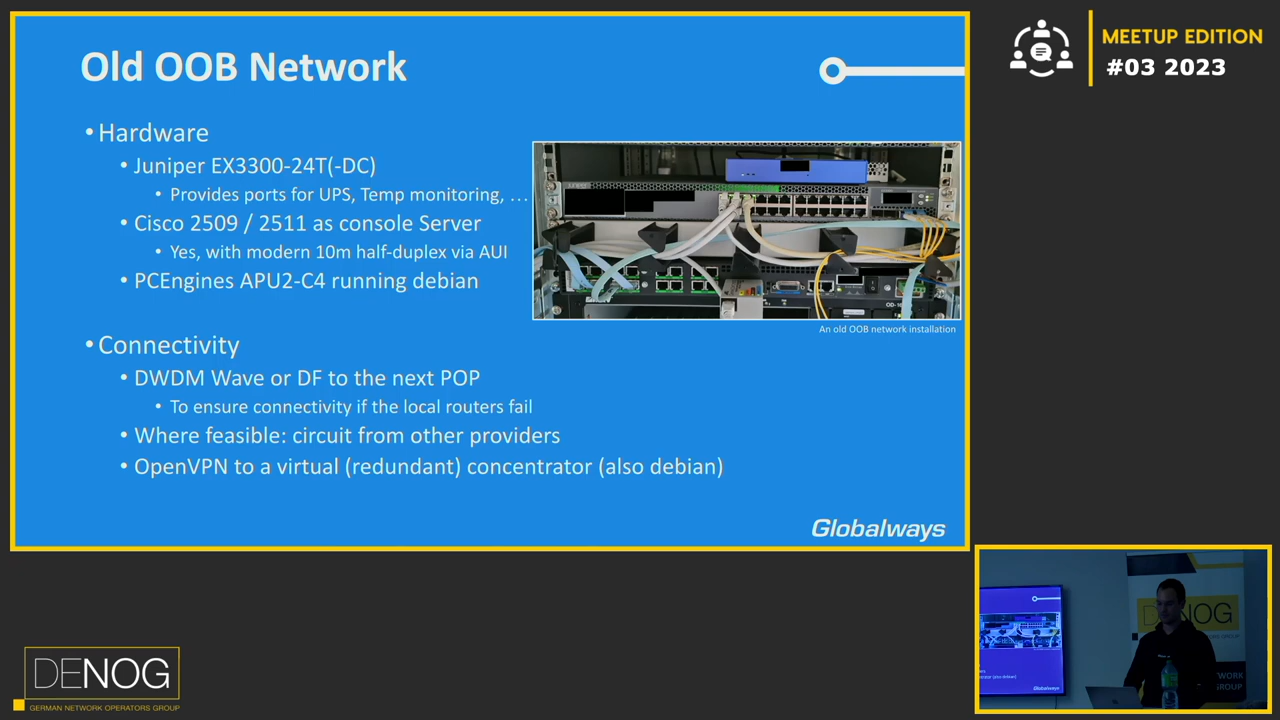 Old OOB Network
• Hardware
• Juniper EX3300-24T(-DC)
• Provides ports for UPS, Temp monitoring, …
• Cisco 2509 / 2511 as console Server
• Yes, with modern 10m half-duplex via AUI
• PCEngines APU2-C4 running debian
An old OOB network installation
• Connectivity
• DWDM Wave or DF to the next POP
• To ensure connectivity if the local routers fail
• Where feasible: circuit from other providers
• OpenVPN to a virtual (redundant) concentrator (also debian)
Globalways
MEETUP EDITION
#03 2023
DENOG
GERMAN NETWORK OPERATORS GROUP
DENOG
Globalways